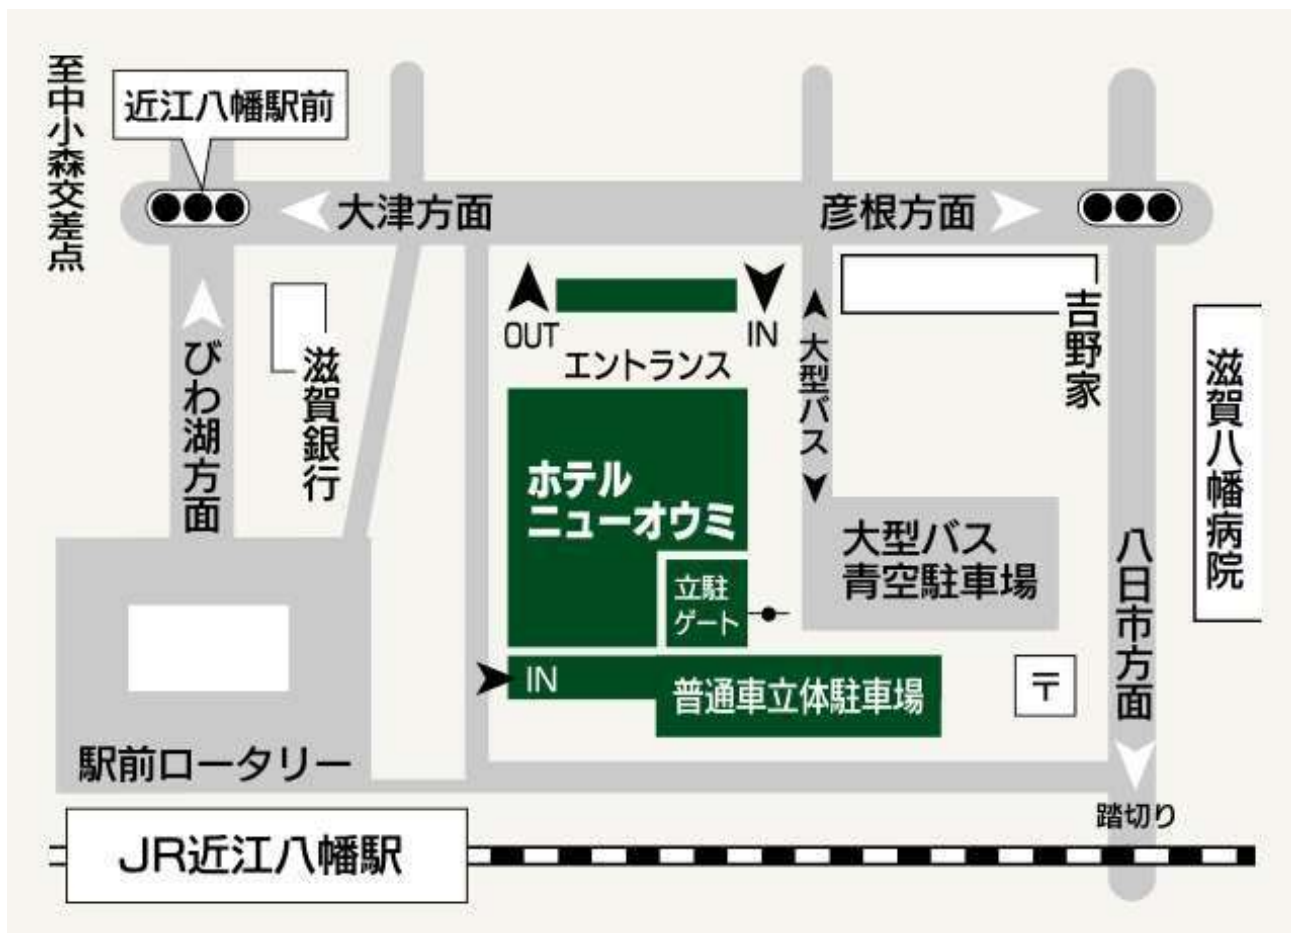 至中小森交差点
近江八幡駅前
大津方面
彦根方面
びわ湖方面
滋賀銀行
OUT
IN
エントランス
大型バス
吉野家
滋賀八幡病院
ホテル
ニューオウミ
立駐
ゲート
大型バス
青空駐車場
八日市方面
IN
普通車立体駐車場
〒
駅前ロータリー
踏切り
JR近江八幡駅